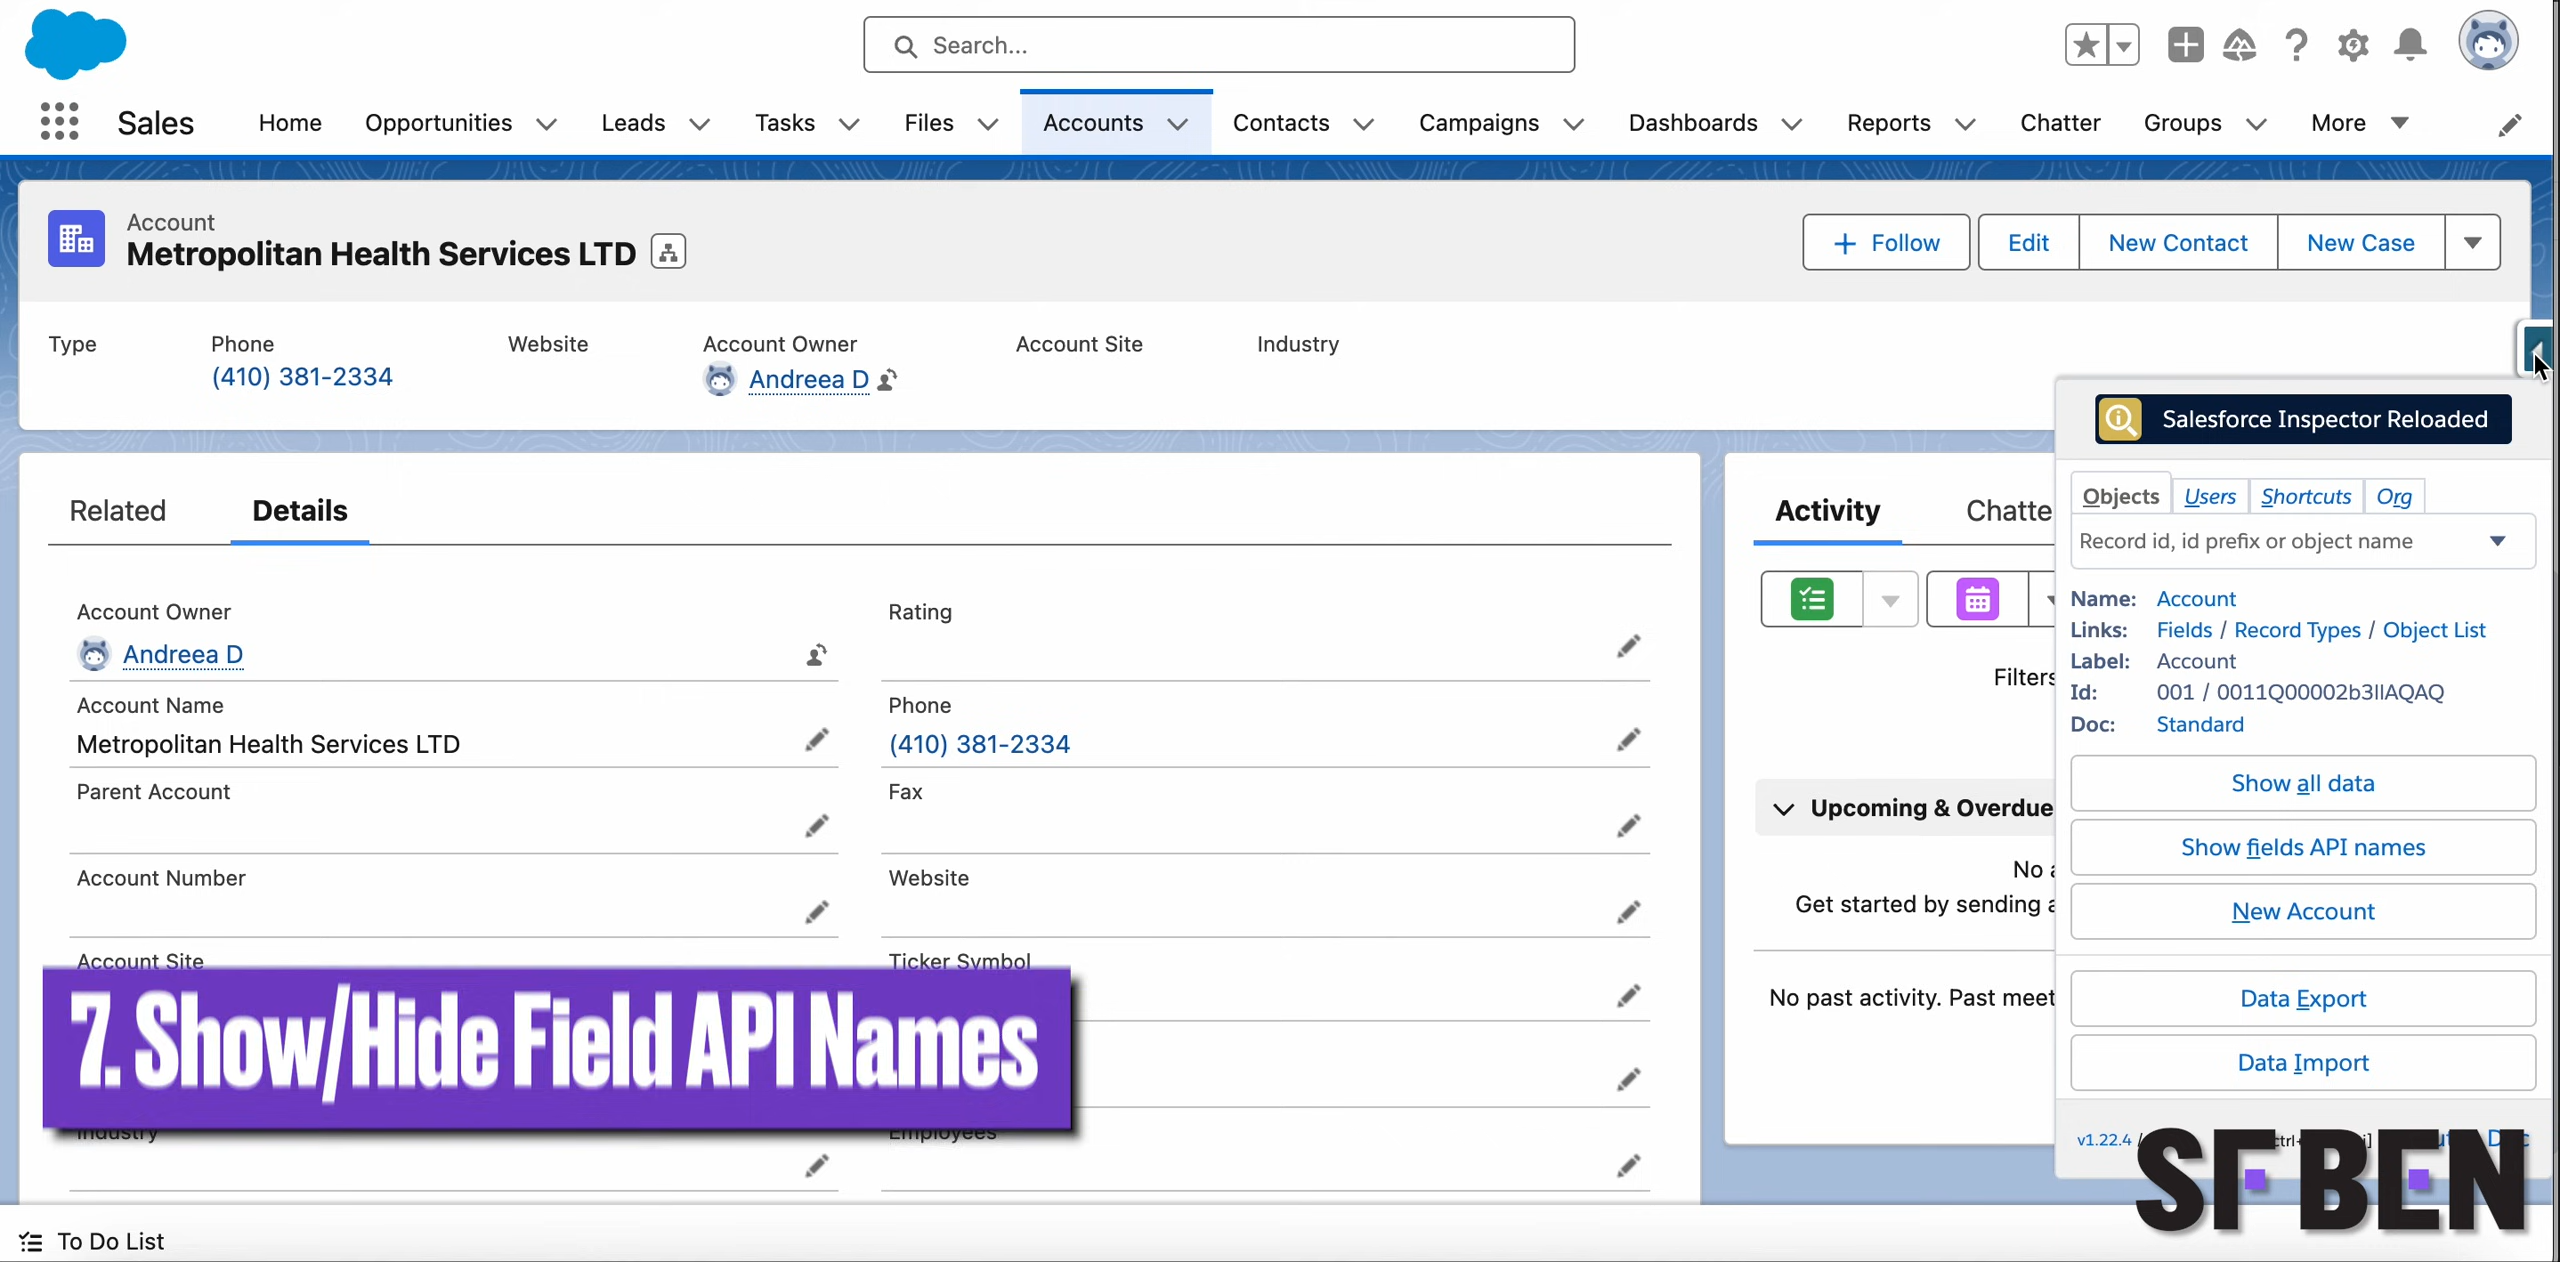 Search...
Sales
Home
Opportunities
Leads
Tasks
Files
Accounts
Contacts
Campaigns
Dashboards
Reports
Chatter
Groups
More
Account
Metropolitan Health Services LTD
Follow
Edit
New Contact
New Case
Type
Phone
Website
Account Owner
Account Site
Industry
(410) 381-2334
Andreea D
Salesforce Inspector Reloaded
Objects
Users
Shortcuts
Org
Record id, id prefix or object name
Name: Account
Links: Fields / Record Types / Object List
Label: Account
Id: 001 / 0011Q00002b3lIAQAQ
Doc: Standard
Show all data
Show fields API names
New Account
Data Export
Data Import
v1.22.4 /
Related
Details
Account Owner
Andreea D
Rating
Account Name
Metropolitan Health Services LTD
Phone
(410) 381-2334
Parent Account
Fax
Account Number
Website
Account Site
Ticker Symbol
Industry
Employees
7. Show/Hide Field API Names
Activity
Chatte
Filters
Upcoming & Overdue
No a
Get started by sending a
No past activity. Past meet
To Do List
SFBEN